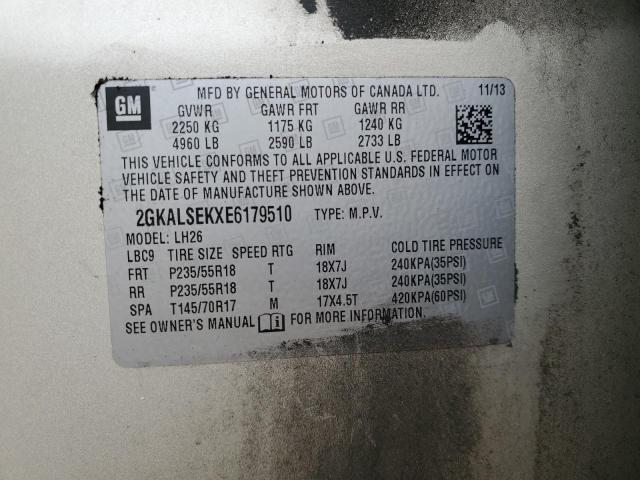 GM MFD BY GENERAL MOTORS OF CANADA LTD. 11/13
GVWR GAWR FRT GAWR RR
2250 KG 1175 KG 1240 KG
4960 LB 2590 LB 2733 LB
THIS VEHICLE CONFORMS TO ALL APPLICABLE U.S. FEDERAL MOTOR
VEHICLE SAFETY AND THEFT PREVENTION STANDARDS IN EFFECT ON
THE DATE OF MANUFACTURE SHOWN ABOVE.
2GKALSEKXE6179510 TYPE: M.P.V.
MODEL: LH26
LBC9 TIRE SIZE SPEED RTG RIM COLD TIRE PRESSURE
FRT P235/55R18 T 18X7J 240KPA(35PSI)
RR P235/55R18 T 18X7J 240KPA(35PSI)
SPA T145/70R17 M 17X4.5T 420KPA(60PSI)
SEE OWNER'S MANUAL FOR MORE INFORMATION.